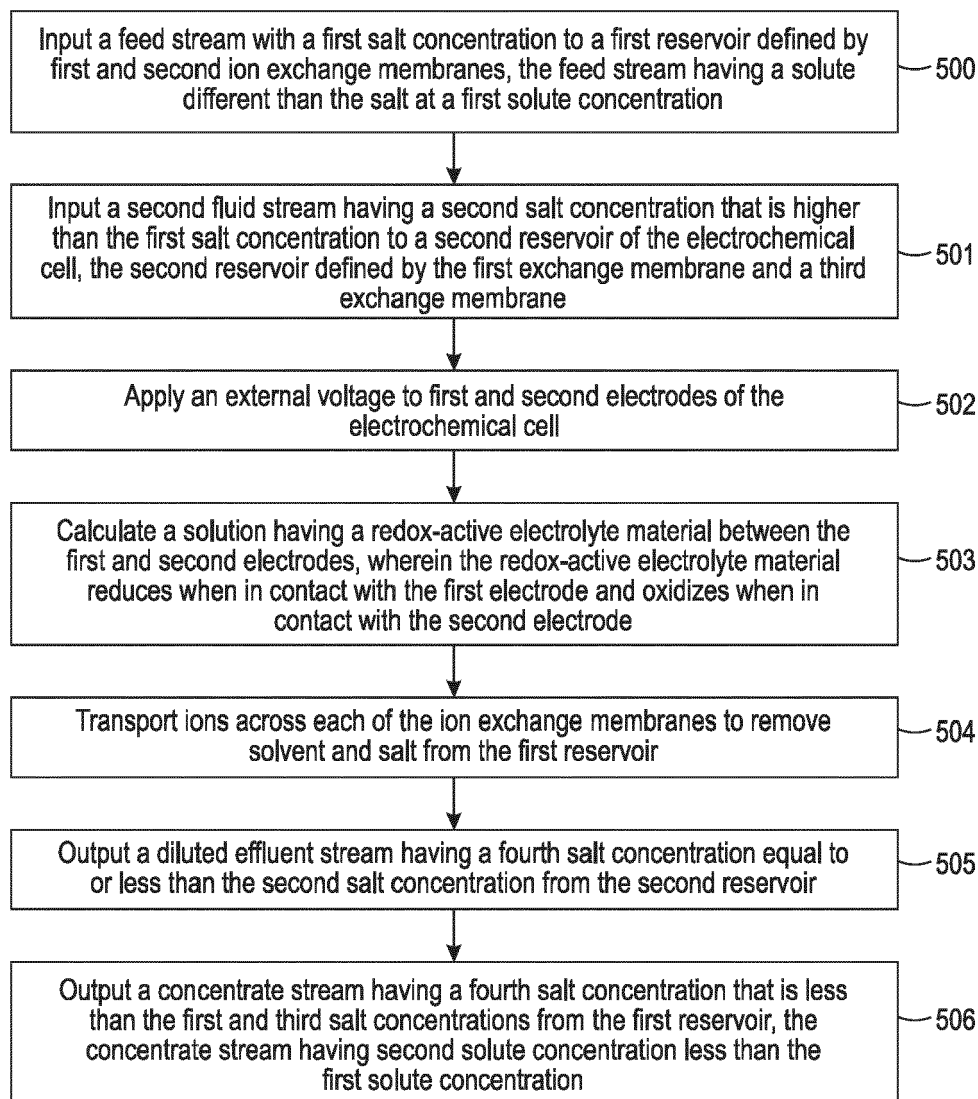 Input a feed stream with a first salt concentration to a first reservoir defined by
first and second ion exchange membranes, the feed stream having a solute
different than the salt at a first solute concentration
500
Input a second fluid stream having a second salt concentration that is higher
than the first salt concentration to a second reservoir of the electrochemical
cell, the second reservoir defined by the first exchange membrane and a third
exchange membrane
501
Apply an external voltage to first and second electrodes of the
electrochemical cell
502
Calculate a solution having a redox-active electrolyte material between the
first and second electrodes, wherein the redox-active electrolyte material
reduces when in contact with the first electrode and oxidizes when in
contact with the second electrode
503
Transport ions across each of the ion exchange membranes to remove
solvent and salt from the first reservoir
504
Output a diluted effluent stream having a fourth salt concentration equal to
or less than the second salt concentration from the second reservoir
505
Output a concentrate stream having a fourth salt concentration that is less
than the first and third salt concentrations from the first reservoir, the
concentrate stream having second solute concentration less than the
first solute concentration
506